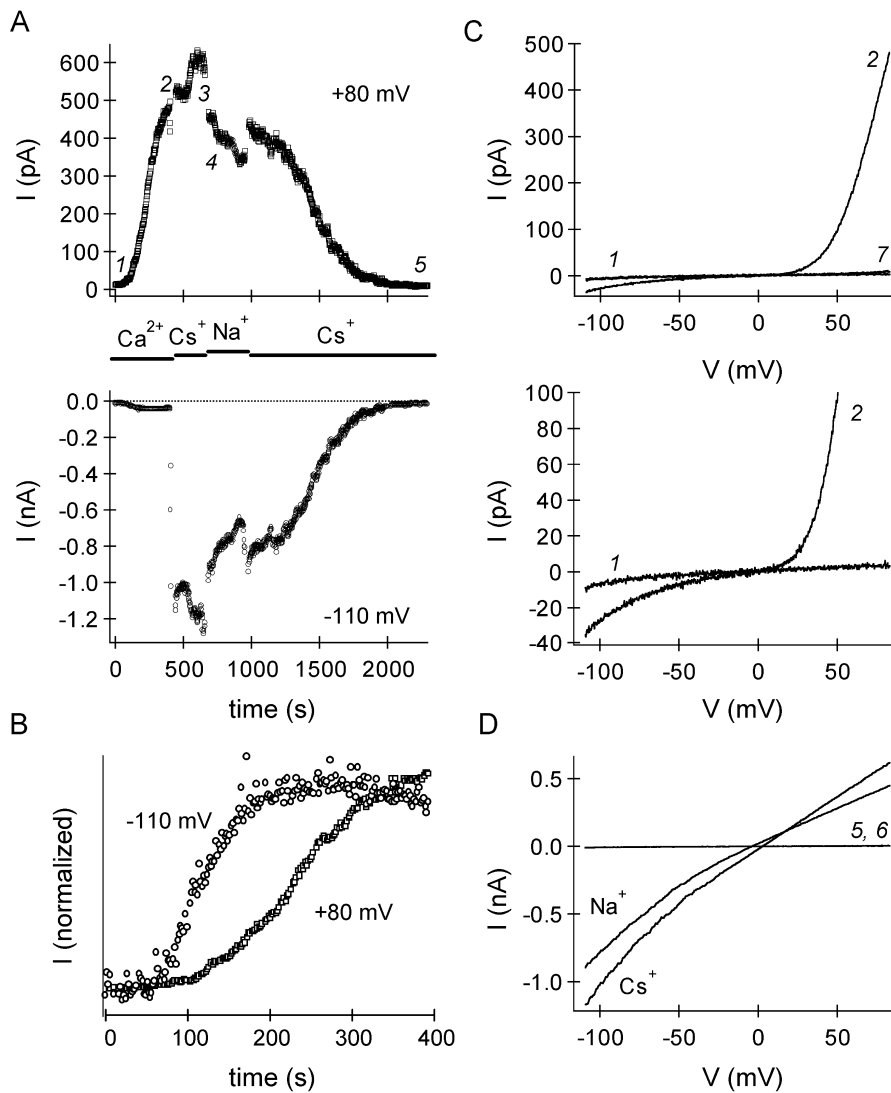 A
I (pA)
600
500
400
300
200
100
0
1
2
3
4
5
+80 mV
Ca2+ Cs+ Na+ Cs+
I (nA)
0.0
-0.2
-0.4
-0.6
-0.8
-1.0
-1.2
-110 mV
0 500 1000 1500 2000
time (s)
B
I (normalized)
-110 mV
+80 mV
0 100 200 300 400
time (s)
C
I (pA)
500
400
300
200
100
0
1
2
7
-100 -50 0 50
V (mV)
I (pA)
100
80
60
40
20
0
-20
-40
1
2
-100 -50 0 50
V (mV)
D
I (nA)
0.5
0.0
-0.5
-1.0
5, 6
Na+
Cs+
-100 -50 0 50
V (mV)